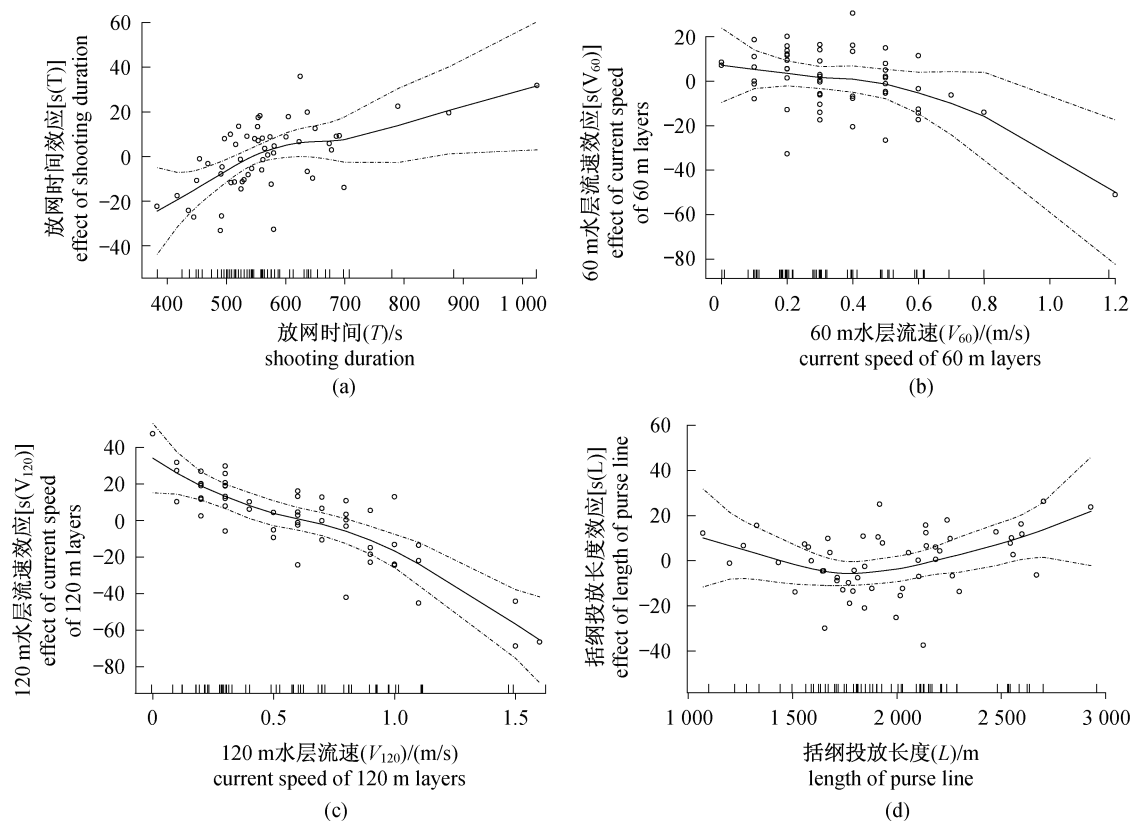 60
40
20
0
−20
−40
放网时间效应[s(T)]
effect of shooting duration
400 500 600 700 800 900 1 000
放网时间(T)/s
shooting duration
(a)
20
0
−20
−40
−60
−80
60 m水层流速效应[s(V60)]
effect of current speed
of 60 m layers
0 0.2 0.4 0.6 0.8 1.0 1.2
60 m水层流速(V60)/(m/s)
current speed of 60 m layers
(b)
40
20
0
−20
−40
−60
−80
120 m水层流速效应[s(V120)]
effect of current speed
of 120 m layers
0 0.5 1.0 1.5
120 m水层流速(V120)/(m/s)
current speed of 120 m layers
(c)
60
40
20
0
−20
−40
括纲投放长度效应[s(L)]
effect of length of purse line
1 000 1 500 2 000 2 500 3 000
括纲投放长度(L)/m
length of purse line
(d)